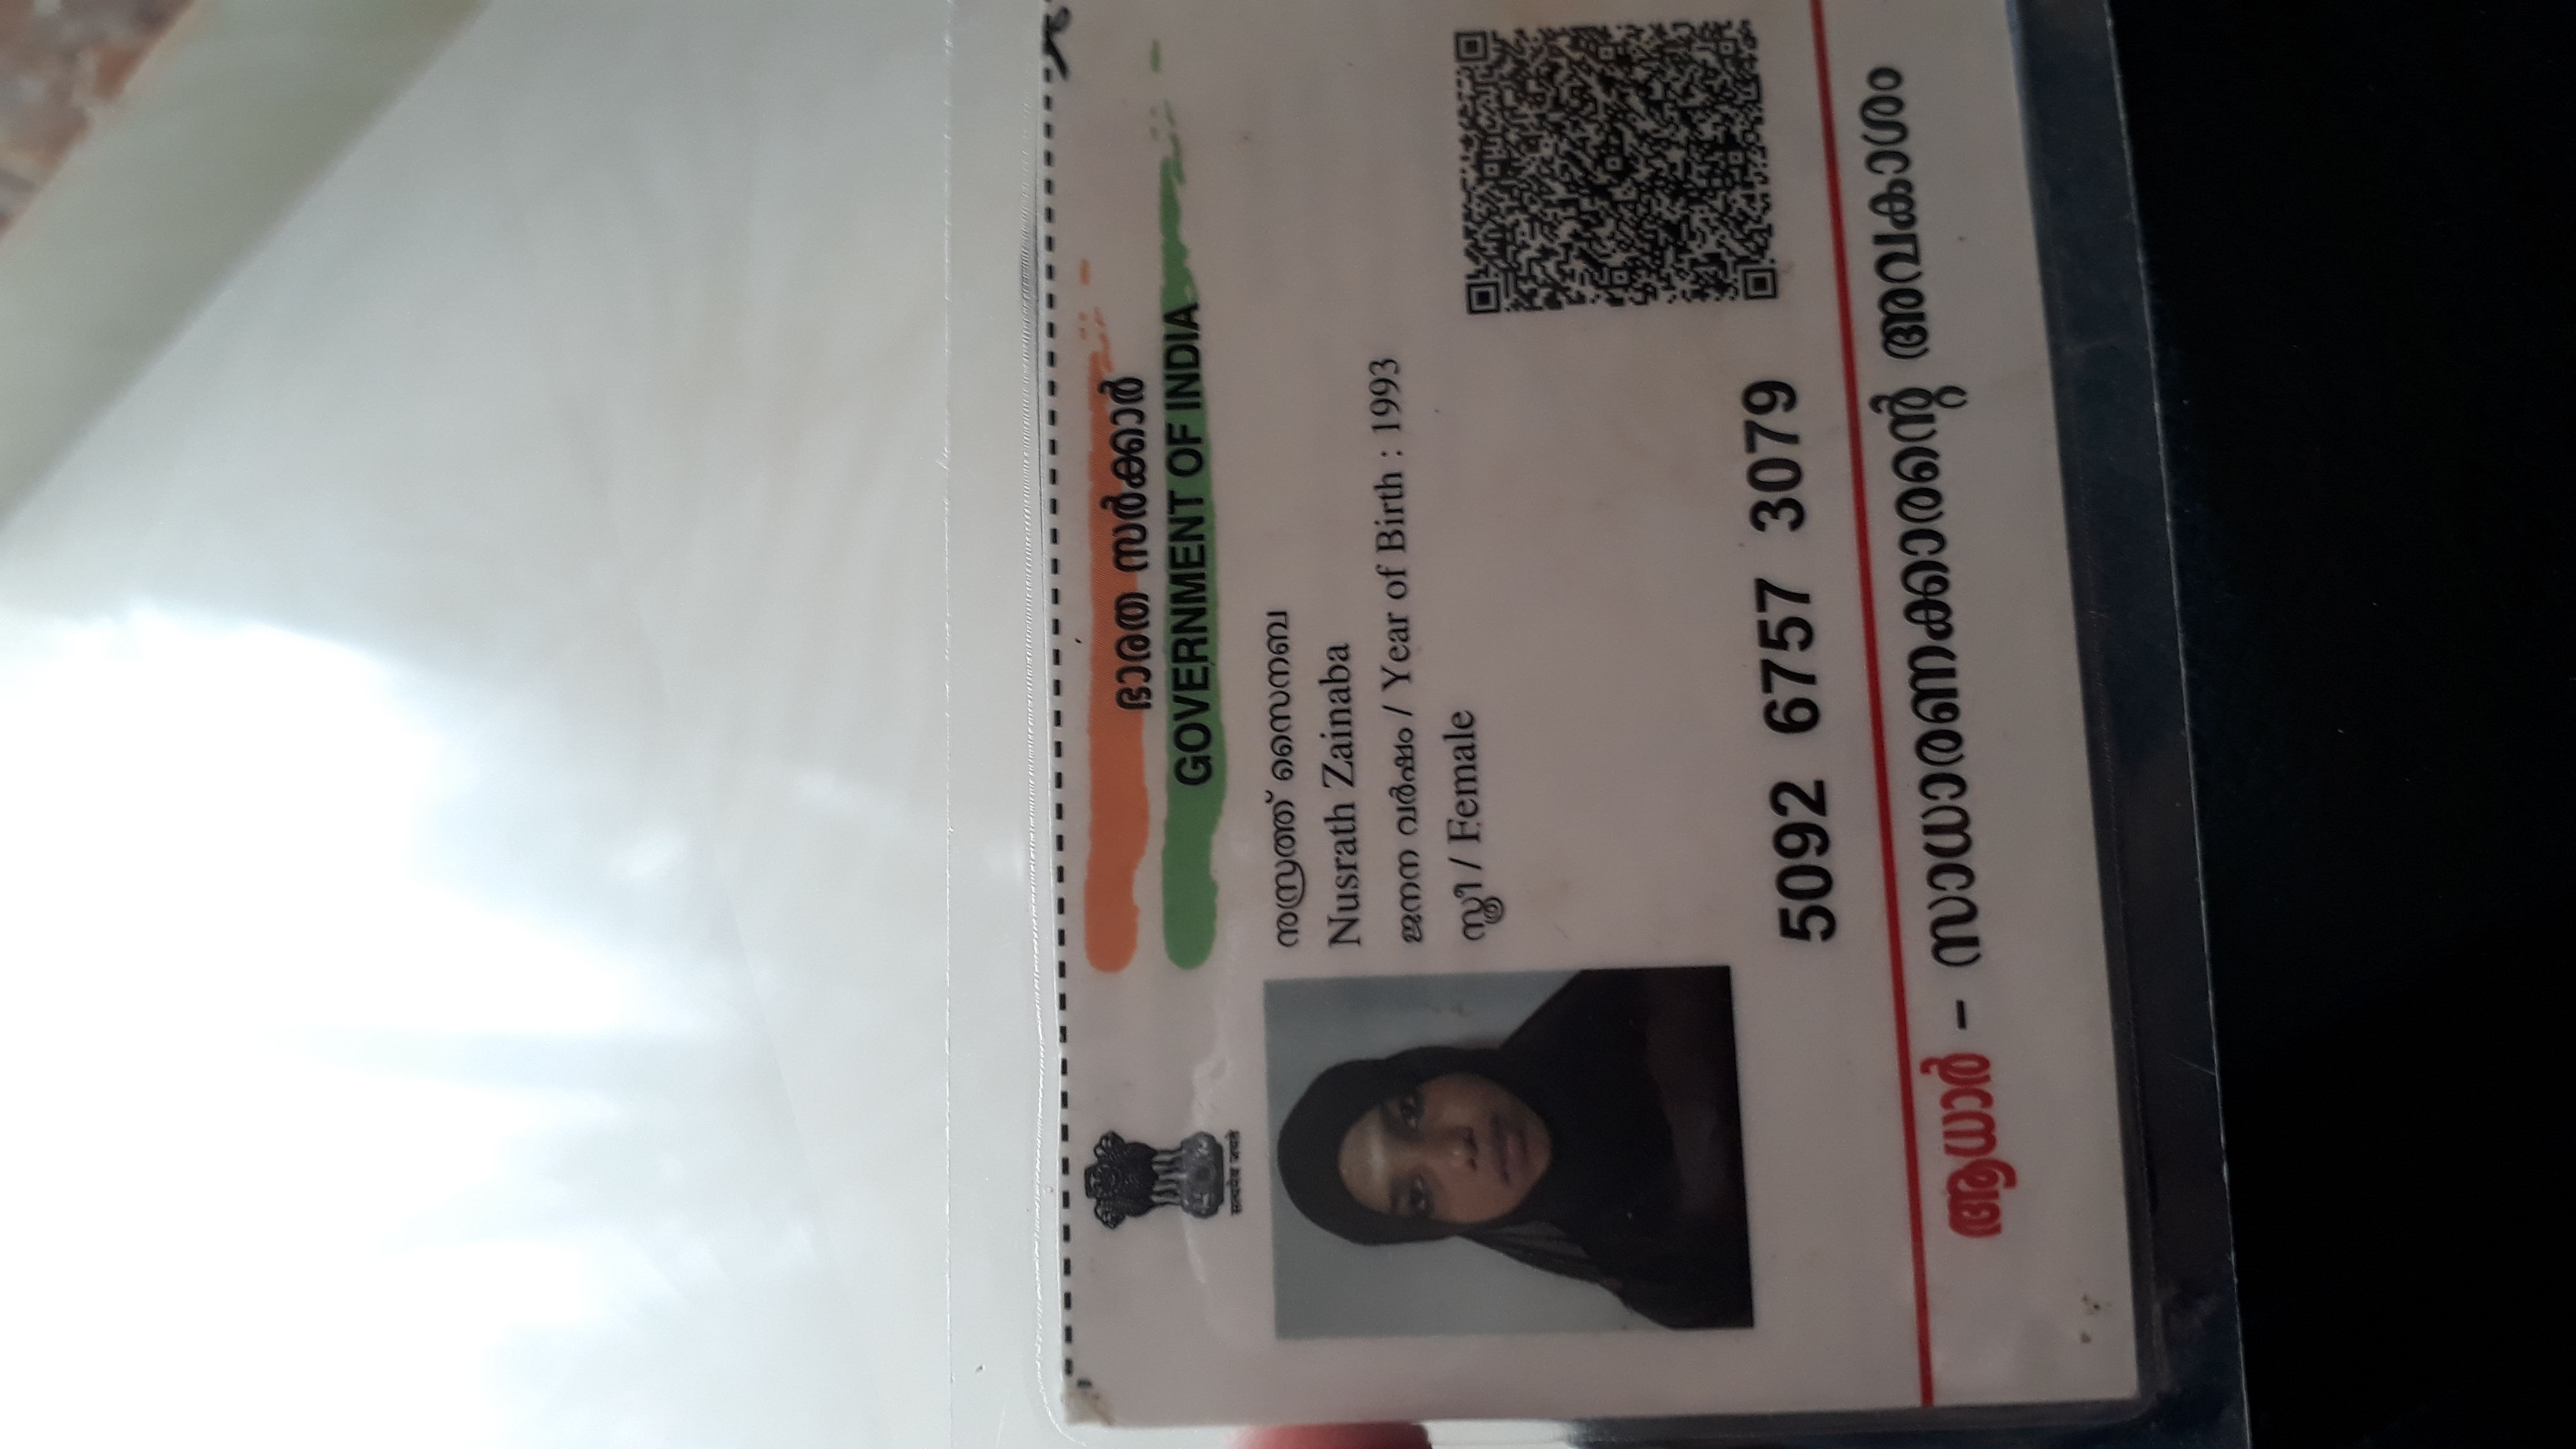 सत्यमेव जयते
ഭാരത സർക്കാർ
GOVERNMENT OF INDIA
നുസ്രത്ത് സൈനബ
Nusrath Zainaba
ജനന വർഷം / Year of Birth : 1993
സ്ത്രീ / Female
5092 6757 3079
ആധാർ – സാധാരണക്കാരന്റെ അവകാശം